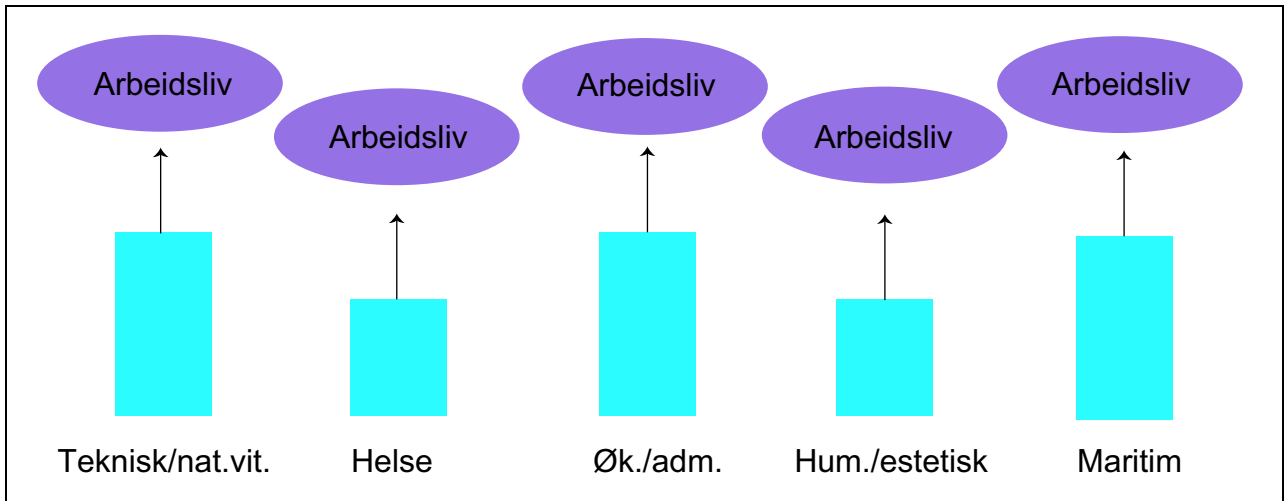 Arbeidsliv
Arbeidsliv
Arbeidsliv
Arbeidsliv
Arbeidsliv
Teknisk/nat.vit.
Helse
Øk./adm.
Hum./estetisk
Maritim